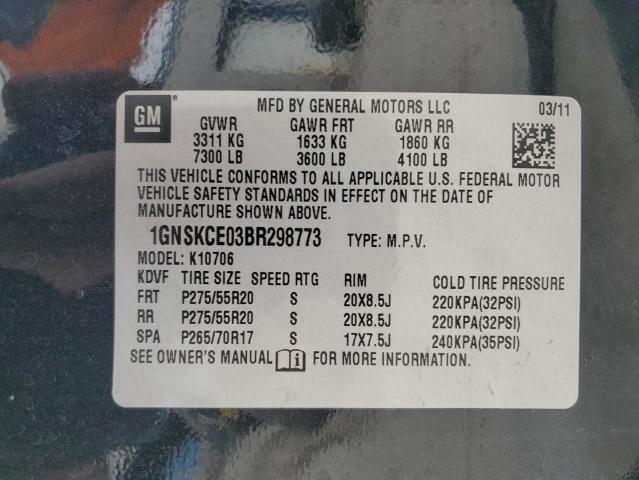 GM ® MFD BY GENERAL MOTORS LLC 03/11
GVWR GAWR FRT GAWR RR
3311 KG 1633 KG 1860 KG
7300 LB 3600 LB 4100 LB
THIS VEHICLE CONFORMS TO ALL APPLICABLE U.S. FEDERAL MOTOR
VEHICLE SAFETY STANDARDS IN EFFECT ON THE DATE OF
MANUFACTURE SHOWN ABOVE.
1GNSKCE03BR298773 TYPE: M.P.V.
MODEL: K10706
KDVF TIRE SIZE SPEED RTG RIM COLD TIRE PRESSURE
FRT P275/55R20 S 20X8.5J 220KPA(32PSI)
RR P275/55R20 S 20X8.5J 220KPA(32PSI)
SPA P265/70R17 S 17X7.5J 240KPA(35PSI)
SEE OWNER'S MANUAL i FOR MORE INFORMATION.